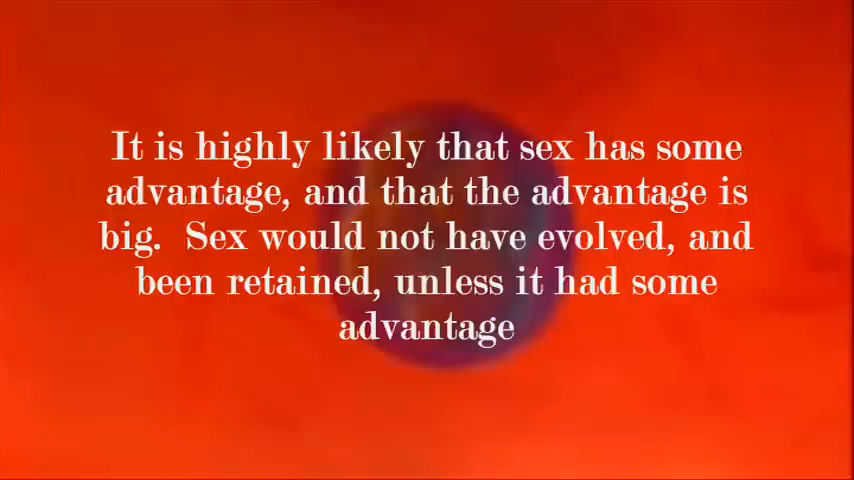 It is highly likely that sex has some
advantage, and that the advantage is
big.  Sex would not have evolved, and
been retained, unless it had some
advantage